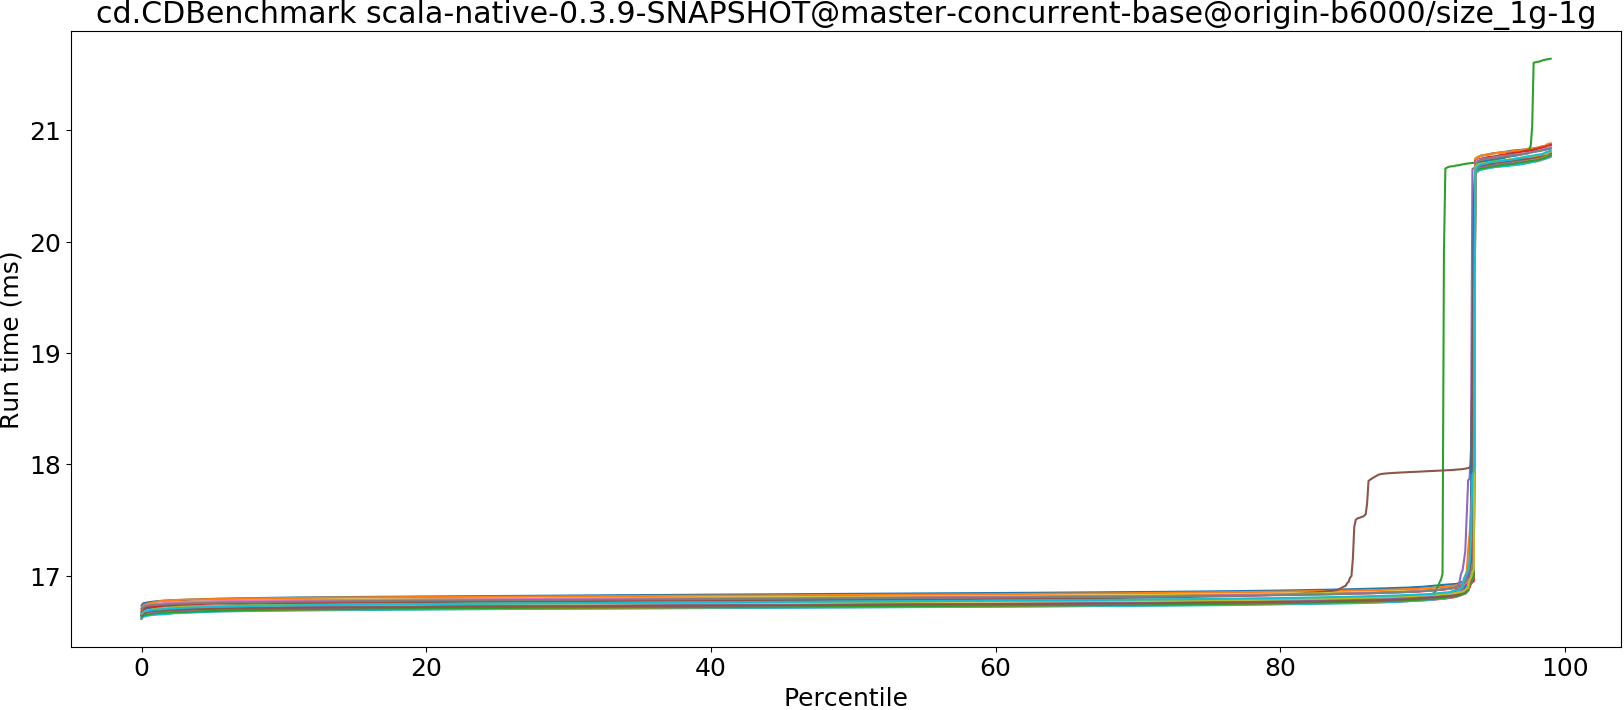 cd.CDBenchmark scala-native-0.3.9-SNAPSHOT@master-concurrent-base@origin-b6000/size_1g-1g
21
20
19
18
17
Run time (ms)
0 20 40 60 80 100
Percentile